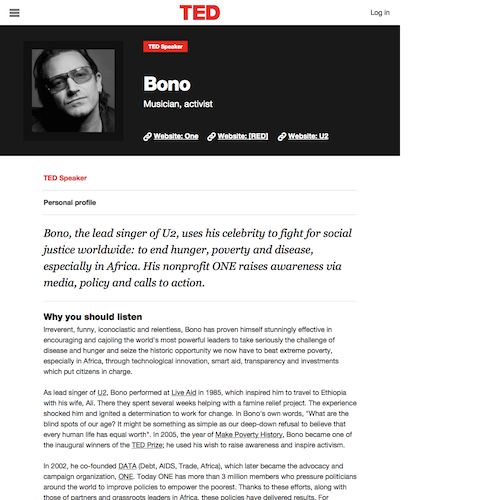 TED
Log in
TED Speaker
Bono
Musician, activist
Website: One Website: [RED] Website: U2
TED Speaker
Personal profile
Bono, the lead singer of U2, uses his celebrity to fight for social
justice worldwide: to end hunger, poverty and disease,
especially in Africa. His nonprofit ONE raises awareness via
media, policy and calls to action.
Why you should listen
Irreverent, funny, iconoclastic and relentless, Bono has proven himself stunningly effective in
encouraging and cajoling the world's most powerful leaders to take seriously the challenge of
disease and hunger and seize the historic opportunity we now have to beat extreme poverty,
especially in Africa, through technological innovation, smart aid, transparency and investments
which put citizens in charge.
As lead singer of U2, Bono performed at Live Aid in 1985, which inspired him to travel to Ethiopia
with his wife, Ali. There they spent several weeks helping with a famine relief project. The experience
shocked him and ignited a determination to work for change. In Bono's own words, "What are the
blind spots of our age? It might be something as simple as our deep-down refusal to believe that
every human life has equal worth". In 2005, the year of Make Poverty History, Bono became one of
the inaugural winners of the TED Prize; he used his wish to raise awareness and inspire activism.
In 2002, he co-founded DATA (Debt, AIDS, Trade, Africa), which later became the advocacy and
campaign organization, ONE. Today ONE has more than 3 million members who pressure politicians
around the world to improve policies to empower the poorest. Thanks to these efforts, along with
those of partners and grassroots leaders in Africa, these policies have delivered results. For